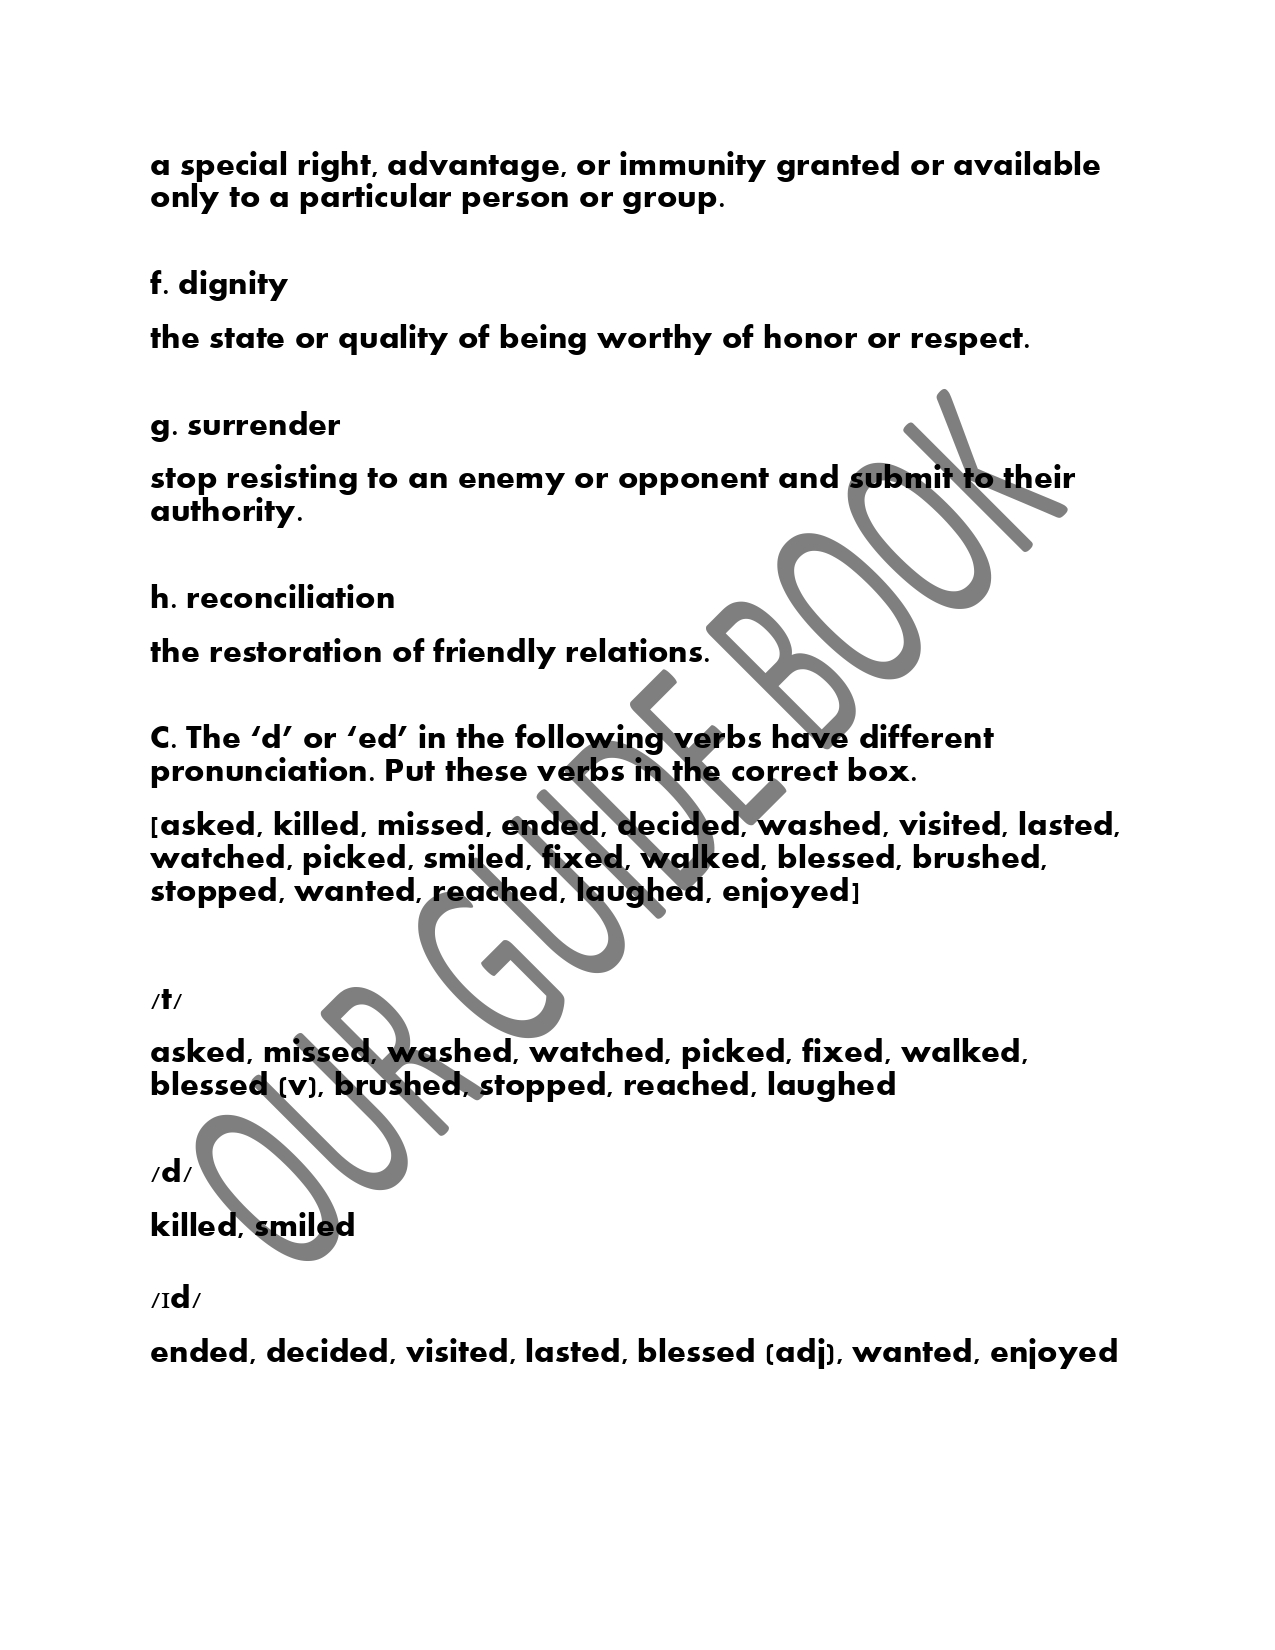 a special right, advantage, or immunity granted or available
only to a particular person or group.
f. dignity
the state or quality of being worthy of honor or respect.
g. surrender
stop resisting to an enemy or opponent and submit to their
authority.
h. reconciliation
the restoration of friendly relations.
C. The ‘d’ or ‘ed’ in the following verbs have different
pronunciation. Put these verbs in the correct box.
[asked, killed, missed, ended, decided, washed, visited, lasted,
watched, picked, smiled, fixed, walked, blessed, brushed,
stopped, wanted, reached, laughed, enjoyed]
/t/
asked, missed, washed, watched, picked, fixed, walked,
blessed (v), brushed, stopped, reached, laughed
/d/
killed, smiled
/ɪd/
ended, decided, visited, lasted, blessed (adj), wanted, enjoyed
OUR GUIDE BOOK